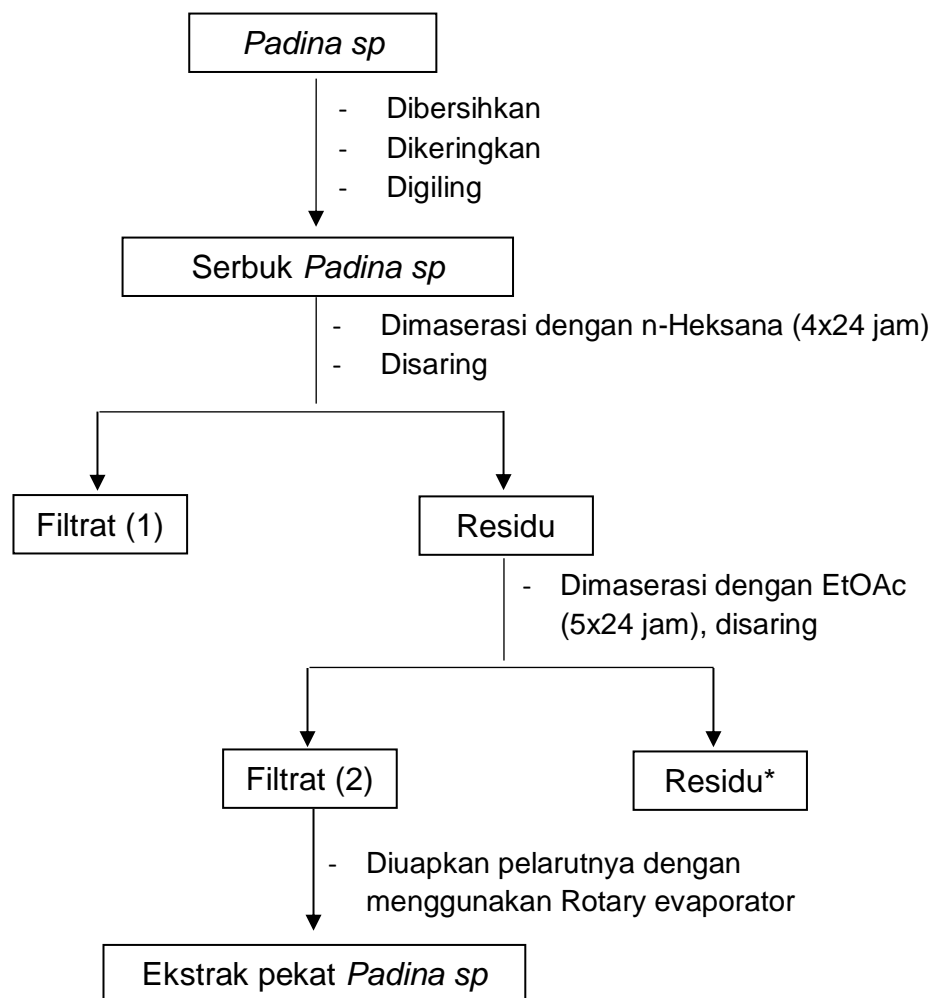 Padina sp
- Dibersihkan
- Dikeringkan
- Digiling
Serbuk Padina sp
- Dimaserasi dengan n-Heksana (4x24 jam)
- Disaring
Filtrat (1)
Residu
- Dimaserasi dengan EtOAc
(5x24 jam), disaring
Filtrat (2)
Residu*
- Diuapkan pelarutnya dengan
menggunakan Rotary evaporator
Ekstrak pekat Padina sp